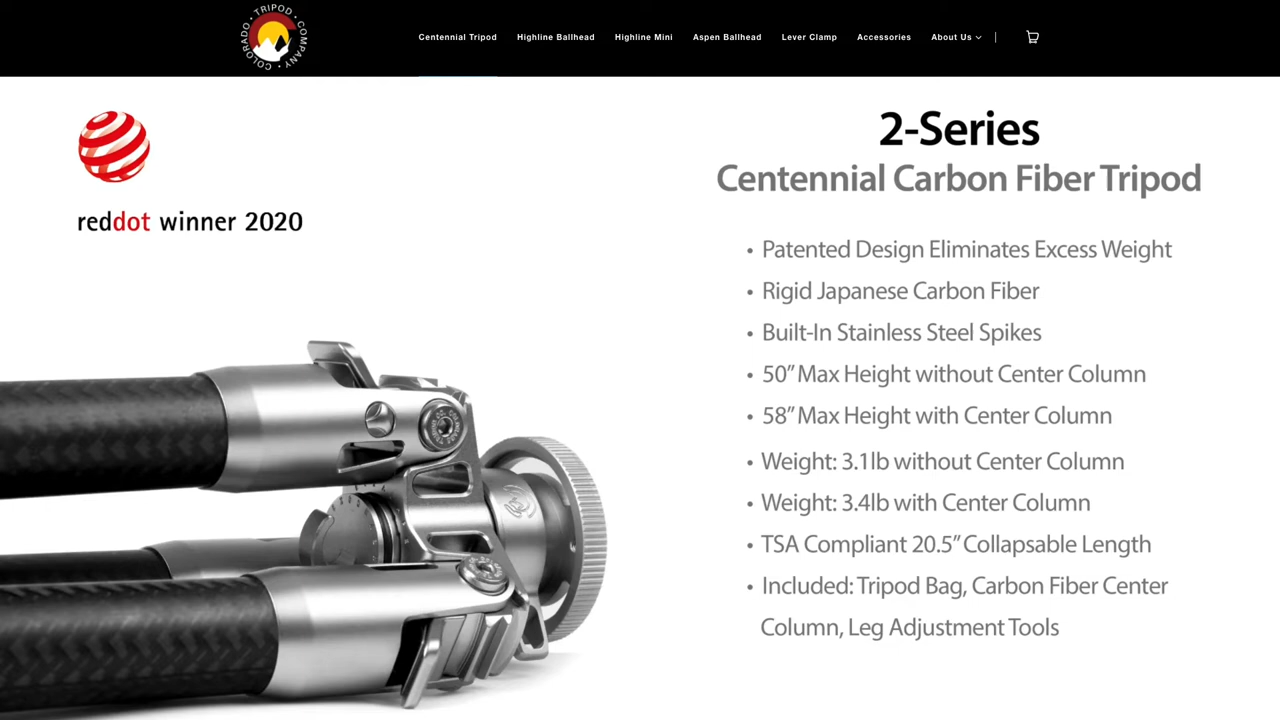 COLORADO • TRIPOD • COMPANY •
Centennial Tripod
Highline Ballhead
Highline Mini
Aspen Ballhead
Lever Clamp
Accessories
About Us
reddot winner 2020
2-Series
Centennial Carbon Fiber Tripod
• Patented Design Eliminates Excess Weight
• Rigid Japanese Carbon Fiber
• Built-In Stainless Steel Spikes
• 50” Max Height without Center Column
• 58” Max Height with Center Column
• Weight: 3.1lb without Center Column
• Weight: 3.4lb with Center Column
• TSA Compliant 20.5” Collapsable Length
• Included: Tripod Bag, Carbon Fiber Center
Column, Leg Adjustment Tools